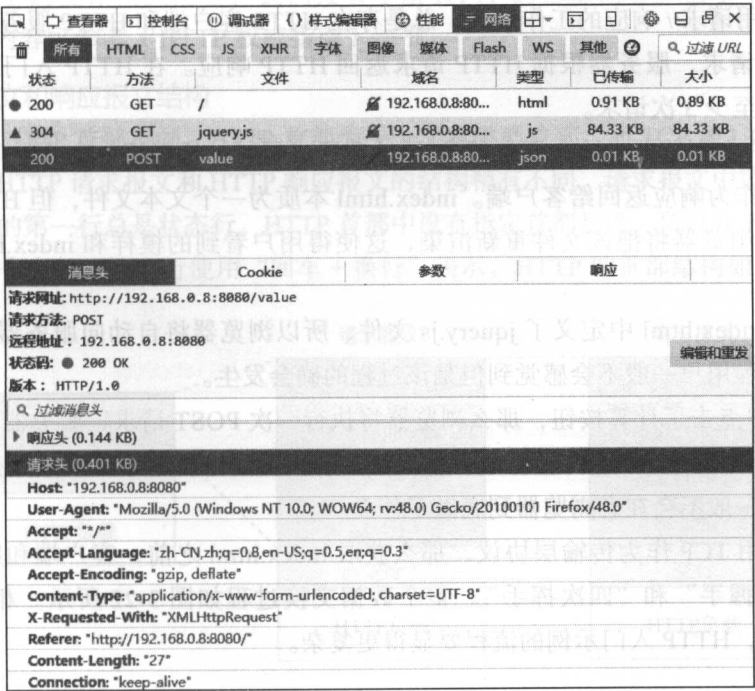 查看器 控制台 调试器 {} 样式编辑器 性能 网络
所有 HTML CSS JS XHR 字体 图像 媒体 Flash WS 其他 过滤 URL
状态 方法 文件 域名 类型 已传输 大小
200 GET / 192.168.0.8:80... html 0.91 KB 0.89 KB
304 GET jquery.js 192.168.0.8:80... js 84.33 KB 84.33 KB
200 POST value 192.168.0.8:80... json 0.01 KB 0.01 KB
消息头 Cookie 参数 响应
请求网址: http://192.168.0.8:8080/value
请求方法: POST
远程地址: 192.168.0.8:8080
状态码: 200 OK
编辑和重发
版本: HTTP/1.0
过滤消息头
响应头 (0.144 KB)
请求头 (0.401 KB)
Host: "192.168.0.8:8080"
User-Agent: "Mozilla/5.0 (Windows NT 10.0; WOW64; rv:48.0) Gecko/20100101 Firefox/48.0"
Accept: "*/*"
Accept-Language: "zh-CN,zh;q=0.8,en-US;q=0.5,en;q=0.3"
Accept-Encoding: "gzip, deflate"
Content-Type: "application/x-www-form-urlencoded; charset=UTF-8"
X-Requested-With: "XMLHttpRequest"
Referer: "http://192.168.0.8:8080/"
Content-Length: "27"
Connection: "keep-alive"